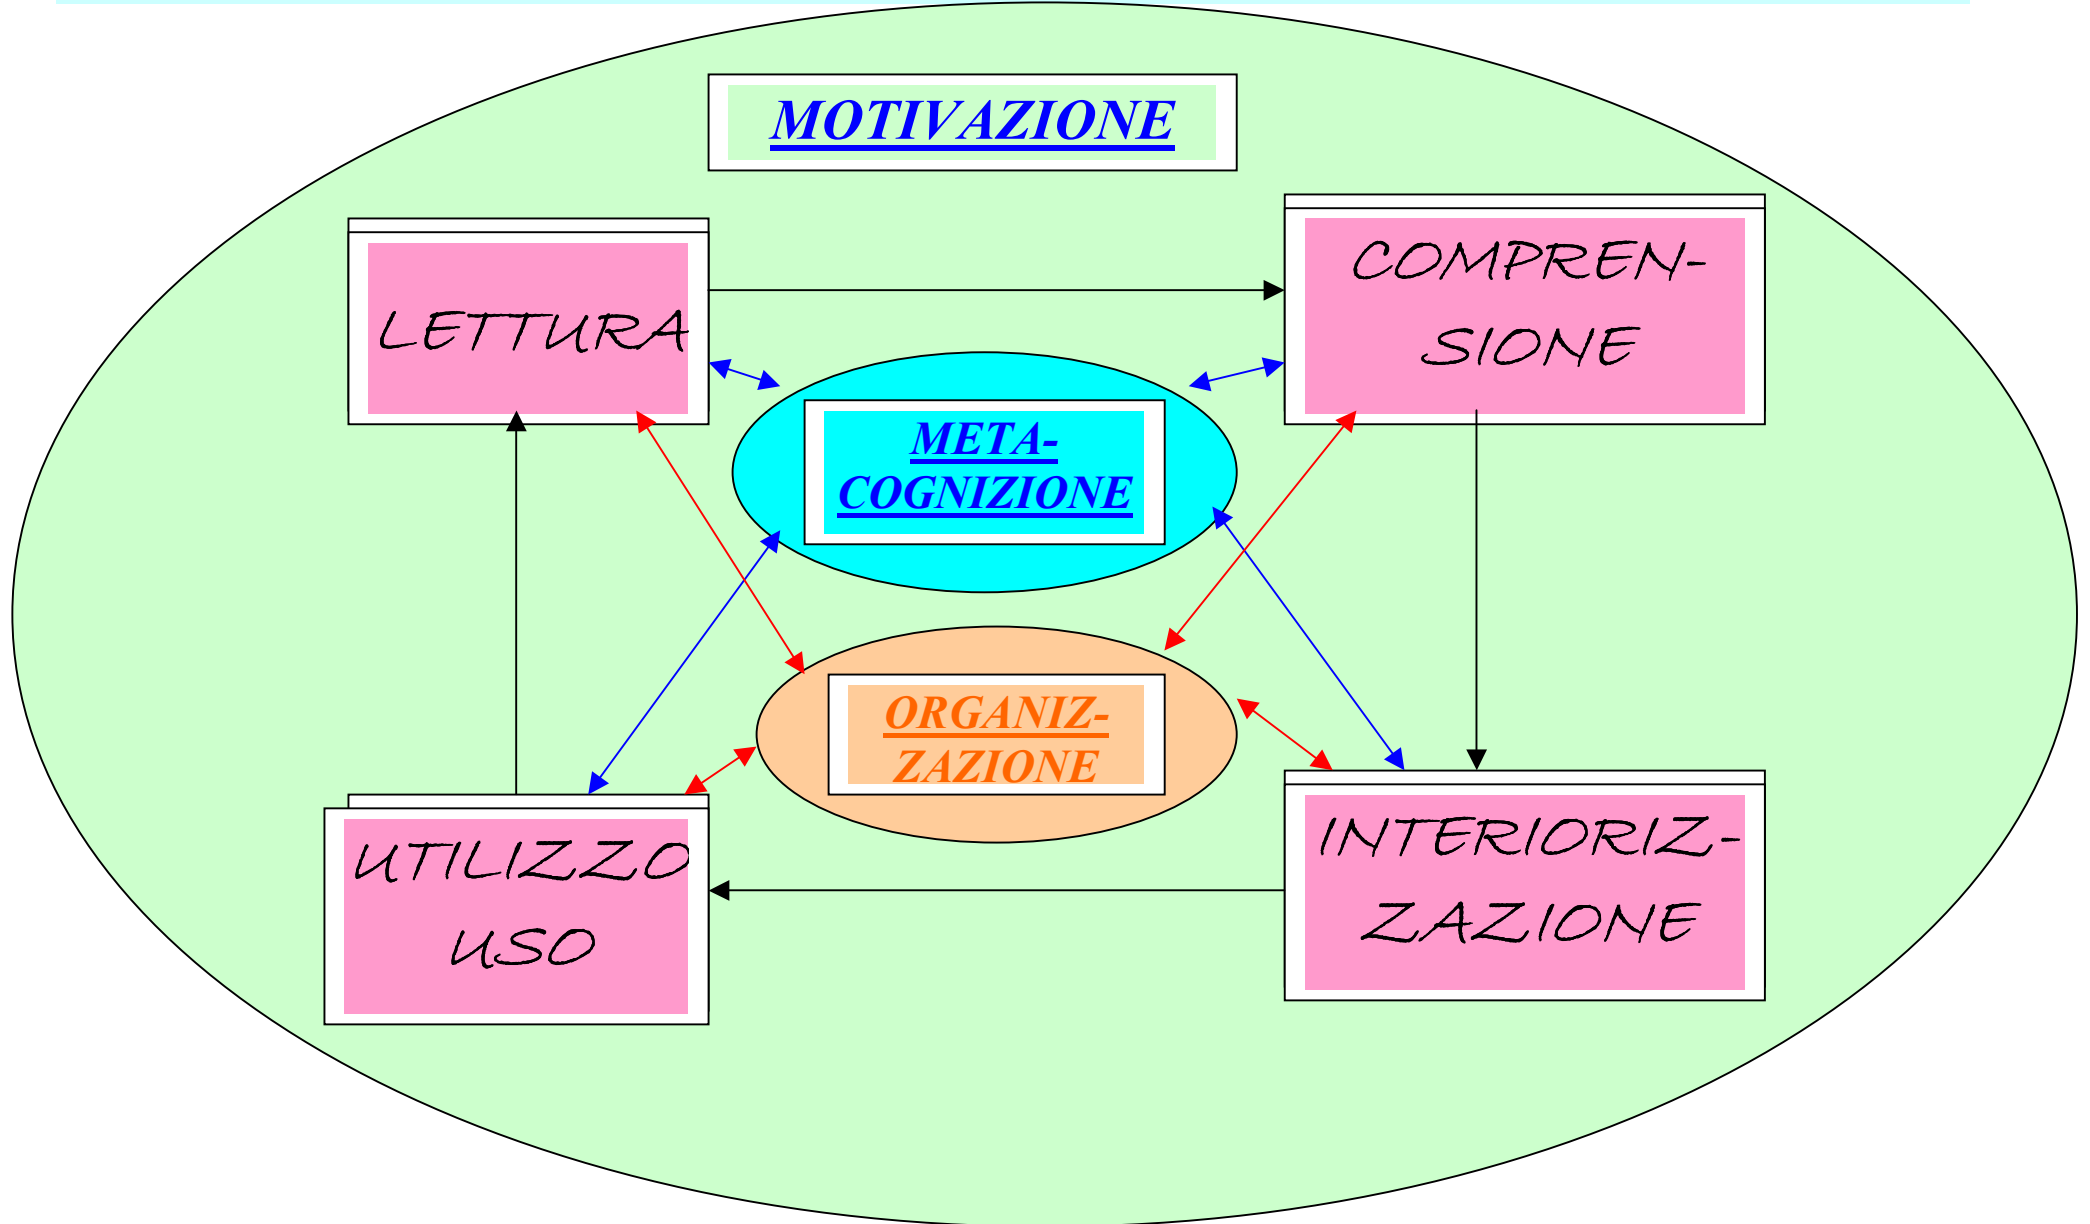 MOTIVAZIONE
LETTURA
COMPREN-
SIONE
META-
COGNIZIONE
ORGANIZ-
ZAZIONE
UTILIZZO
USO
INTERIORIZ-
ZAZIONE